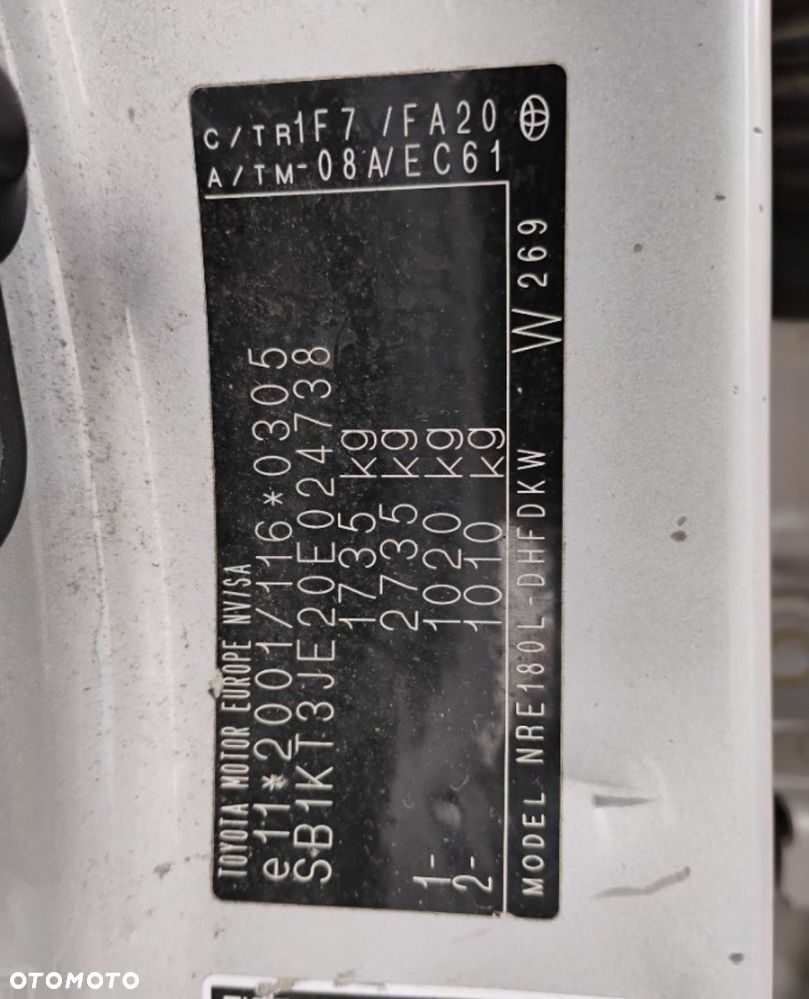 TOYOTA MOTOR EUROPE NV/SA
e11*2001/116*0305
SB1KT3JE20E024738
1735 kg
2735 kg
1- 1020 kg
2- 1010 kg
MODEL NRE180L-DHFDKW W 269
C/TR1F7 /FA20
A/TM-08A/EC61
OTOMOTO